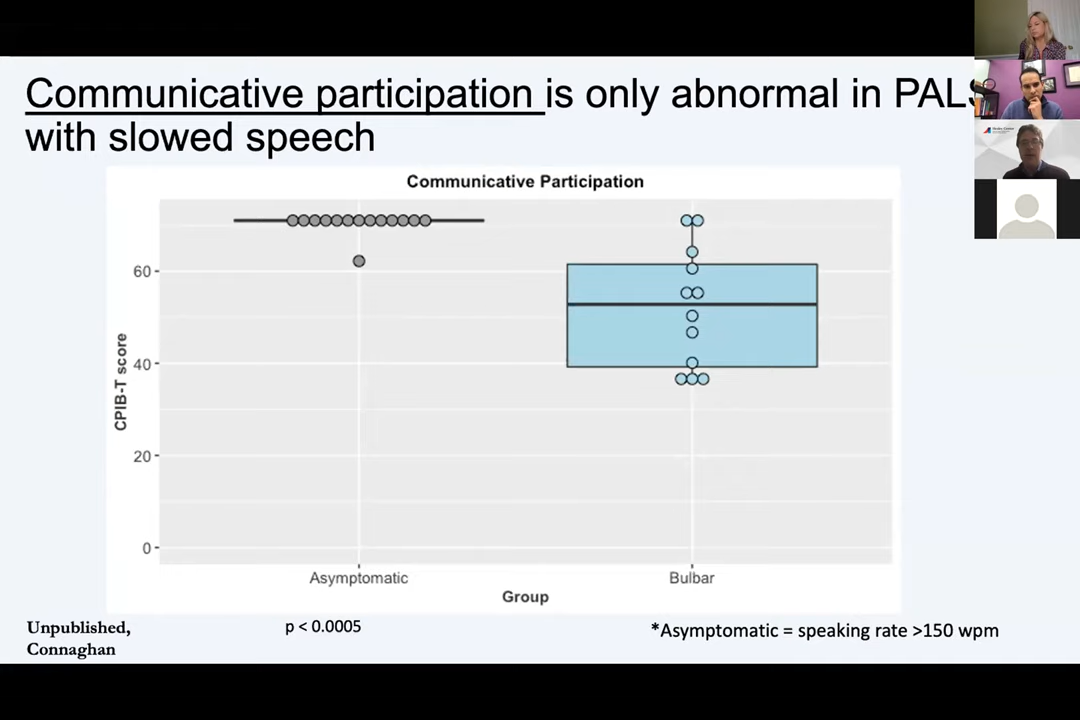 Communicative participation is only abnormal in PALS
with slowed speech
Communicative Participation
CPIB-T score
60
40
20
0
Asymptomatic
Bulbar
Group
Unpublished,
Connaghan
p < 0.0005
*Asymptomatic = speaking rate >150 wpm